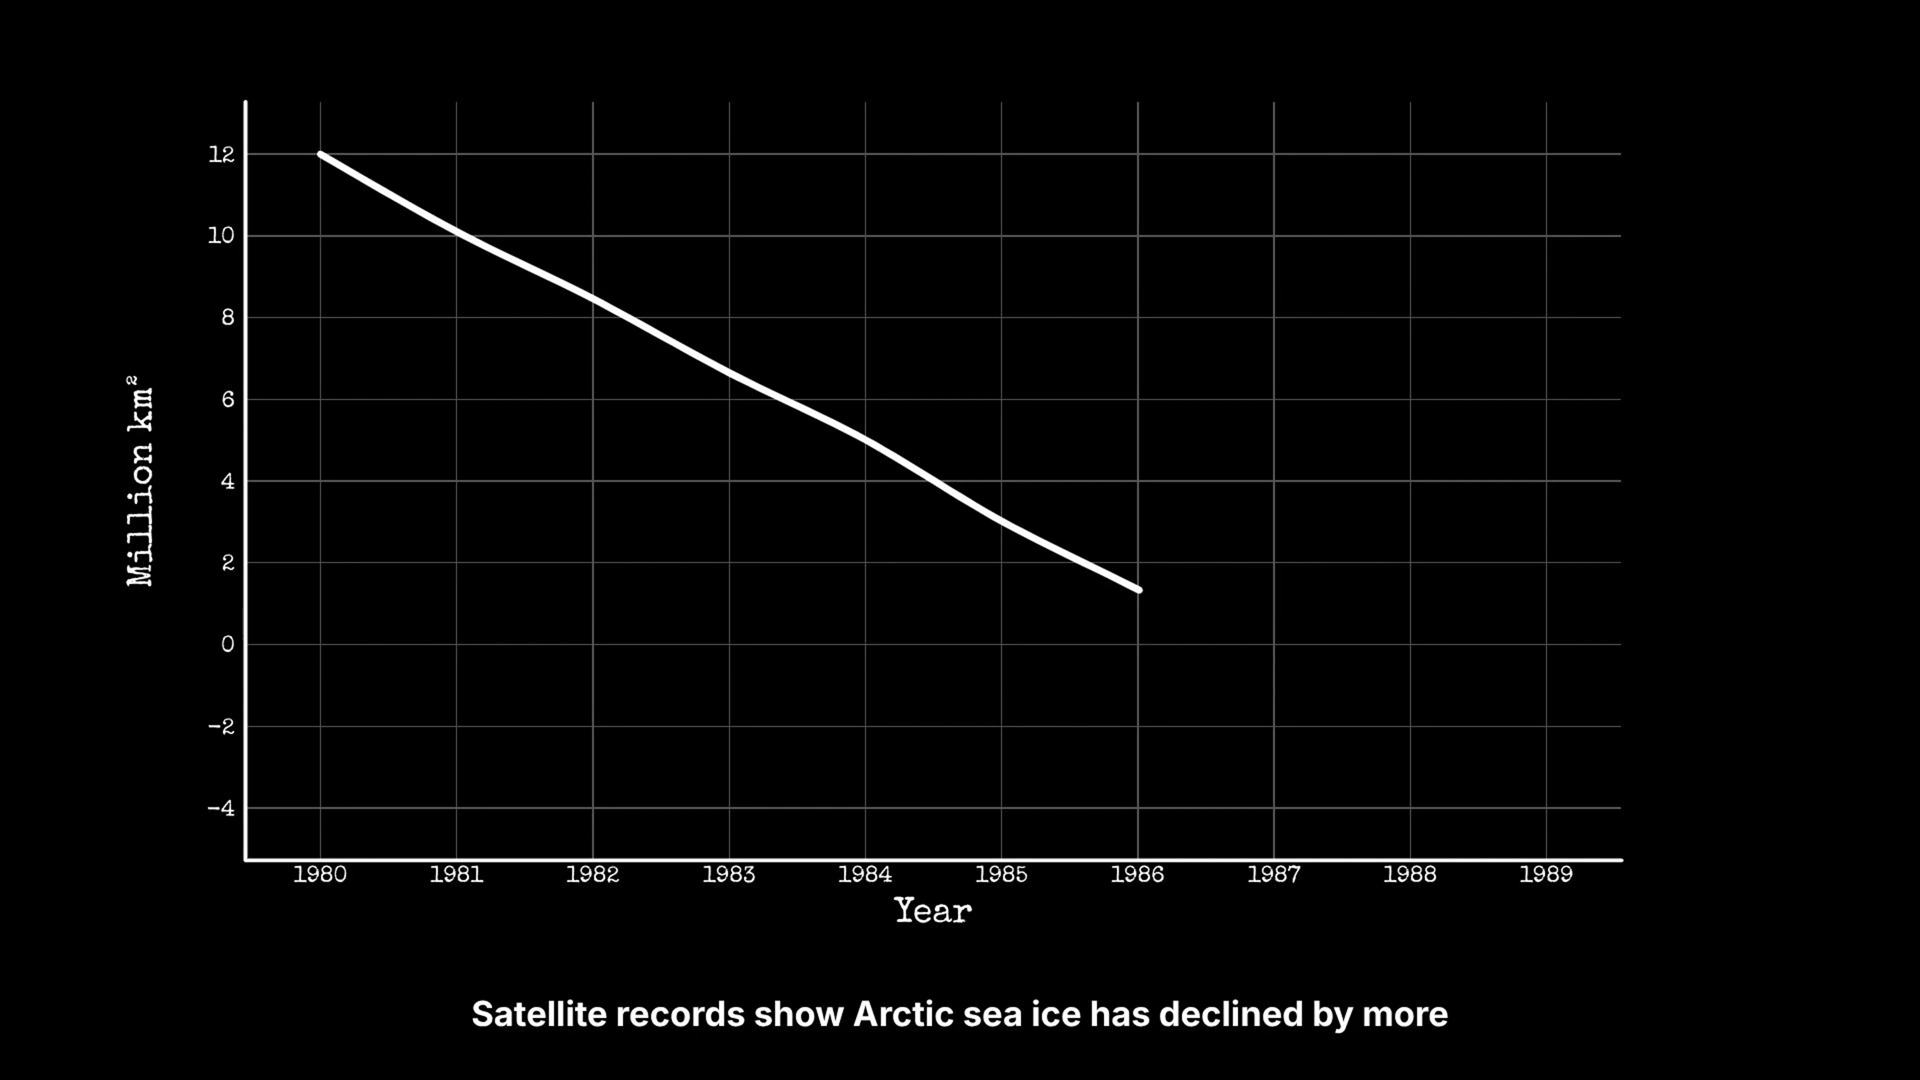 12
10
8
6
4
2
0
−2
−4
Million km²
1980 1981 1982 1983 1984 1985 1986 1987 1988 1989
Year
Satellite records show Arctic sea ice has declined by more